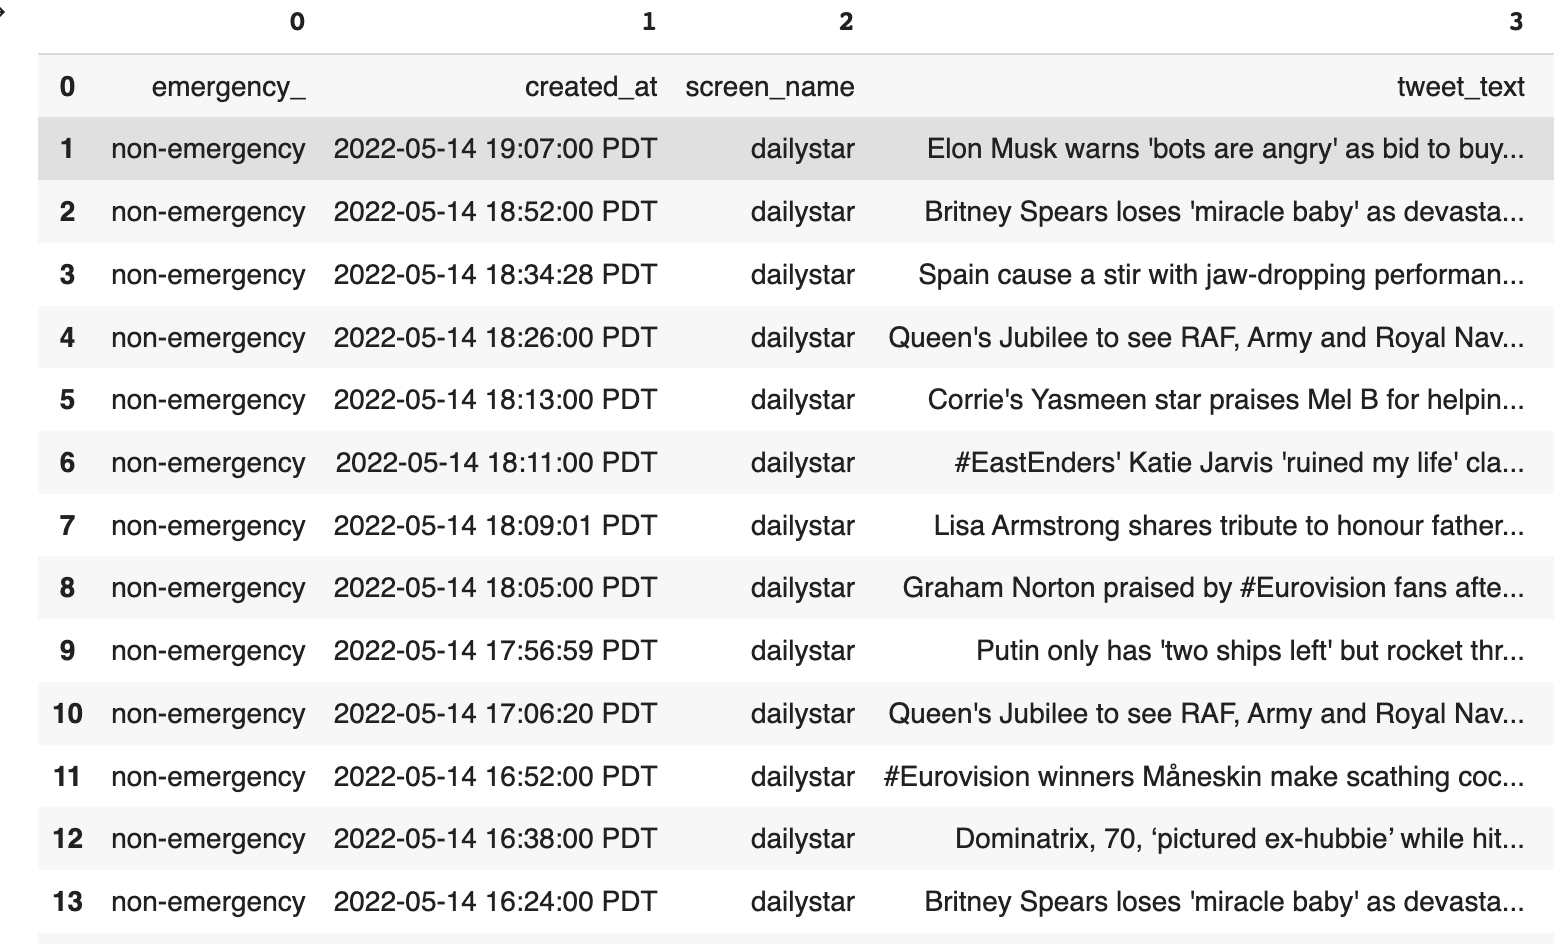 0 1 2 3
0 emergency_ created_at screen_name tweet_text
1 non-emergency 2022-05-14 19:07:00 PDT dailystar Elon Musk warns 'bots are angry' as bid to buy...
2 non-emergency 2022-05-14 18:52:00 PDT dailystar Britney Spears loses 'miracle baby' as devasta...
3 non-emergency 2022-05-14 18:34:28 PDT dailystar Spain cause a stir with jaw-dropping performan...
4 non-emergency 2022-05-14 18:26:00 PDT dailystar Queen's Jubilee to see RAF, Army and Royal Nav...
5 non-emergency 2022-05-14 18:13:00 PDT dailystar Corrie's Yasmeen star praises Mel B for helpin...
6 non-emergency 2022-05-14 18:11:00 PDT dailystar #EastEnders' Katie Jarvis 'ruined my life' cla...
7 non-emergency 2022-05-14 18:09:01 PDT dailystar Lisa Armstrong shares tribute to honour father...
8 non-emergency 2022-05-14 18:05:00 PDT dailystar Graham Norton praised by #Eurovision fans afte...
9 non-emergency 2022-05-14 17:56:59 PDT dailystar Putin only has 'two ships left' but rocket thr...
10 non-emergency 2022-05-14 17:06:20 PDT dailystar Queen's Jubilee to see RAF, Army and Royal Nav...
11 non-emergency 2022-05-14 16:52:00 PDT dailystar #Eurovision winners Måneskin make scathing coc...
12 non-emergency 2022-05-14 16:38:00 PDT dailystar Dominatrix, 70, ‘pictured ex-hubbie’ while hit...
13 non-emergency 2022-05-14 16:24:00 PDT dailystar Britney Spears loses 'miracle baby' as devasta...